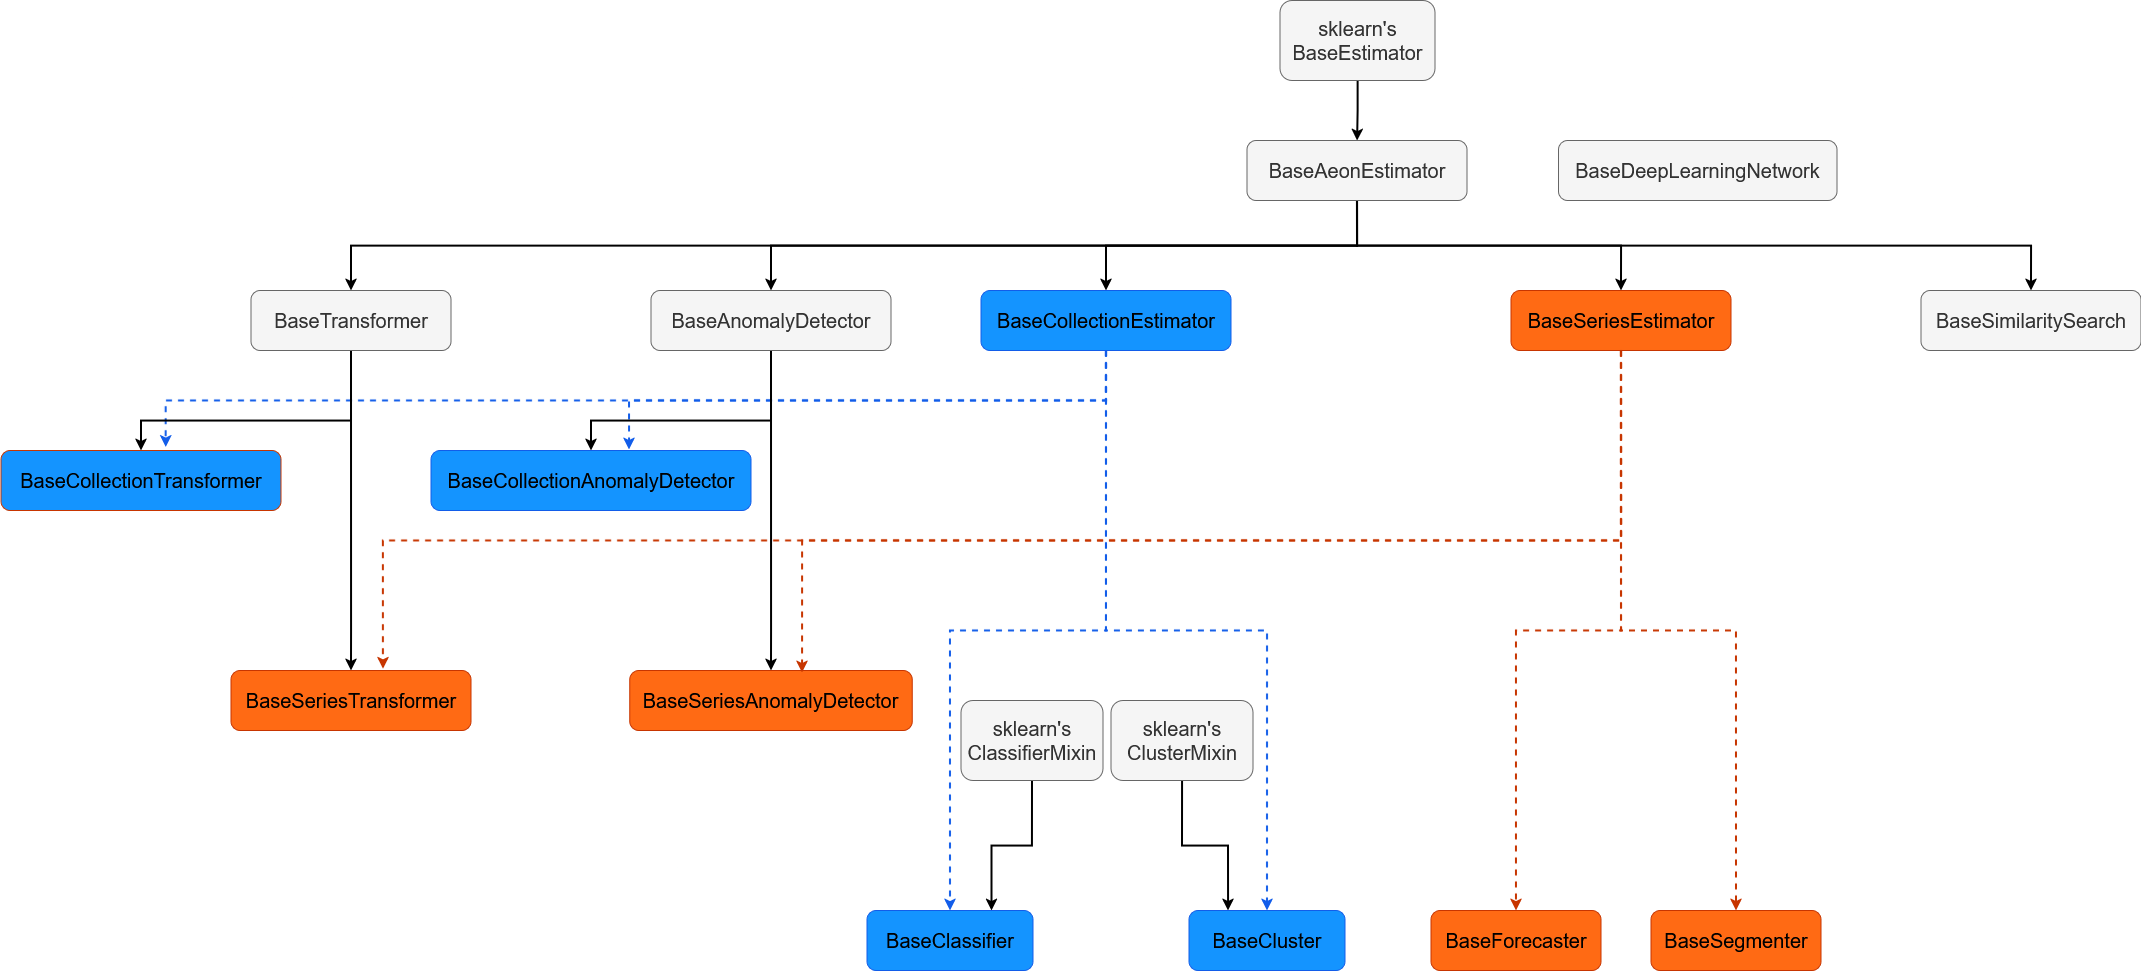 sklearn's
BaseEstimator
BaseAeonEstimator
BaseDeepLearningNetwork
BaseTransformer
BaseAnomalyDetector
BaseCollectionEstimator
BaseSeriesEstimator
BaseSimilaritySearch
BaseCollectionTransformer
BaseCollectionAnomalyDetector
BaseSeriesTransformer
BaseSeriesAnomalyDetector
sklearn's
ClassifierMixin
sklearn's
ClusterMixin
BaseClassifier
BaseCluster
BaseForecaster
BaseSegmenter